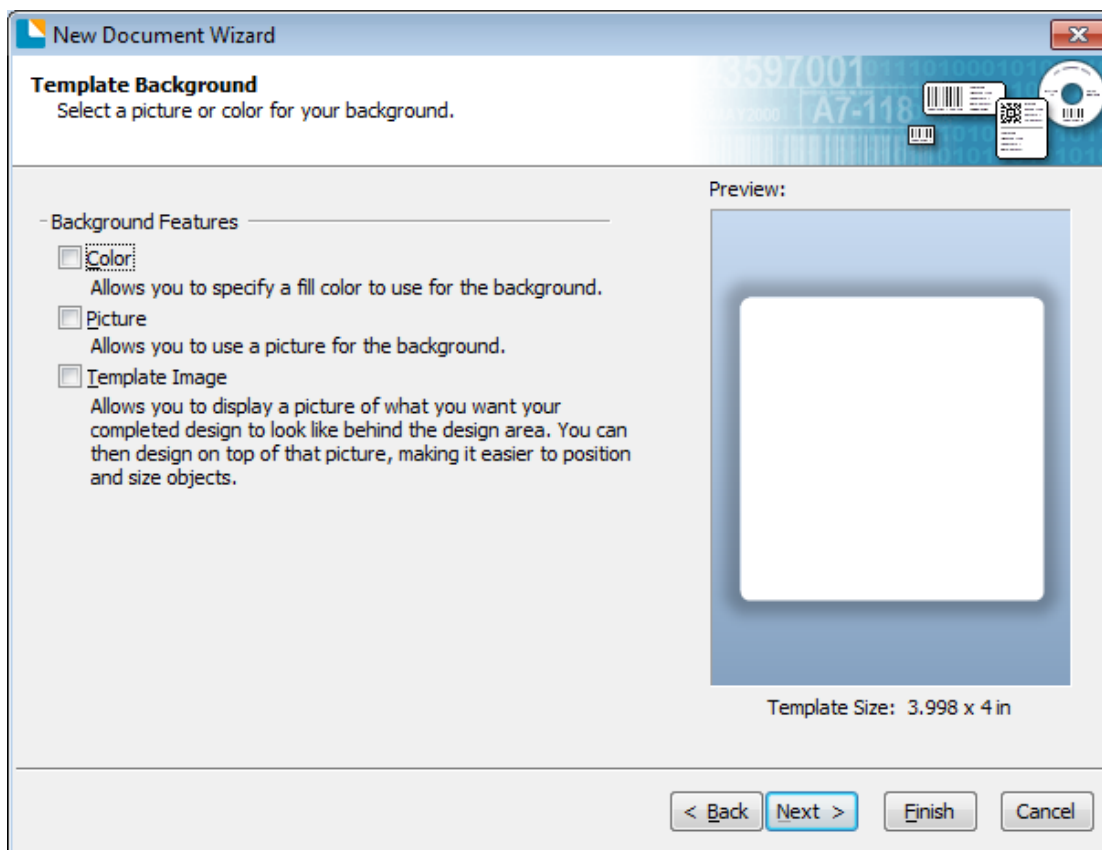 New Document Wizard
Template Background
Select a picture or color for your background.
3597001
A7-118
MAY2000
Preview:
Background Features
Color
Allows you to specify a fill color to use for the background.
Picture
Allows you to use a picture for the background.
Template Image
Allows you to display a picture of what you want your
completed design to look like behind the design area. You can
then design on top of that picture, making it easier to position
and size objects.
Template Size: 3.998 x 4 in
< Back
Next >
Finish
Cancel